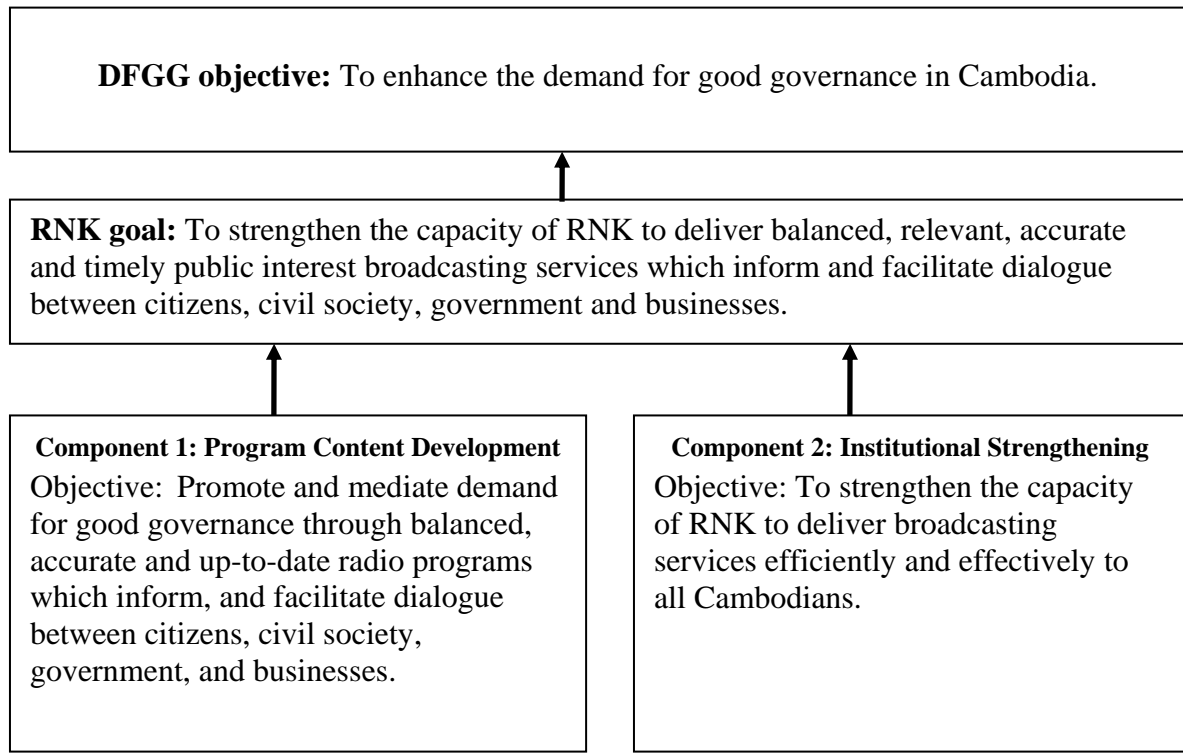 DFGG objective: To enhance the demand for good governance in Cambodia.
RNK goal: To strengthen the capacity of RNK to deliver balanced, relevant, accurate
and timely public interest broadcasting services which inform and facilitate dialogue
between citizens, civil society, government and businesses.
Component 1: Program Content Development
Objective: Promote and mediate demand
for good governance through balanced,
accurate and up-to-date radio programs
which inform, and facilitate dialogue
between citizens, civil society,
government, and businesses.
Component 2: Institutional Strengthening
Objective: To strengthen the capacity
of RNK to deliver broadcasting
services efficiently and effectively to
all Cambodians.